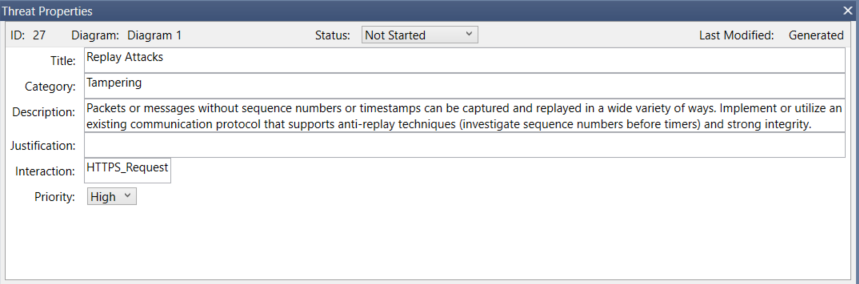 Threat Properties
ID: 27 Diagram: Diagram 1 Status: Not Started Last Modified: Generated
Title: Replay Attacks
Category: Tampering
Description: Packets or messages without sequence numbers or timestamps can be captured and replayed in a wide variety of ways. Implement or utilize an
existing communication protocol that supports anti-replay techniques (investigate sequence numbers before timers) and strong integrity.
Justification:
Interaction: HTTPS_Request
Priority: High